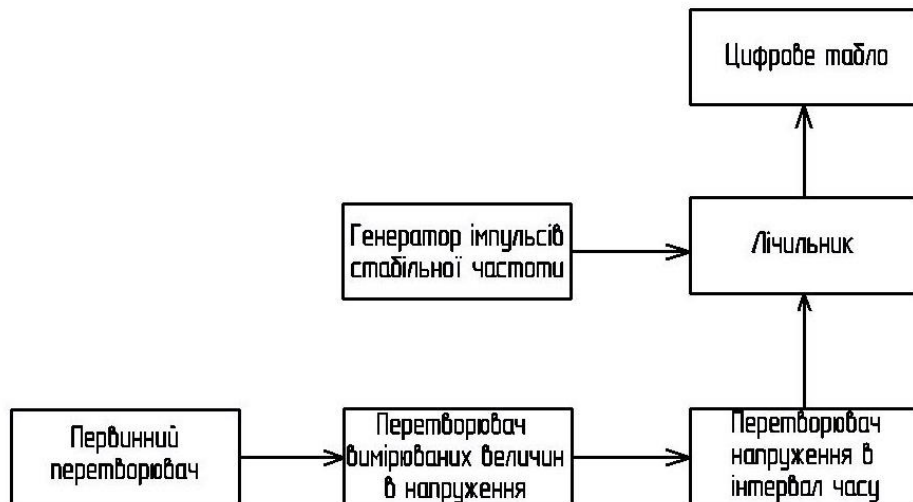 Цифрове табло
Генератор імпульсів
стабільної частоти
Лічильник
Первинний
перетворювач
Перетворювач
вимірюваних величин
в напруження
Перетворювач
напруження в
інтервал часу